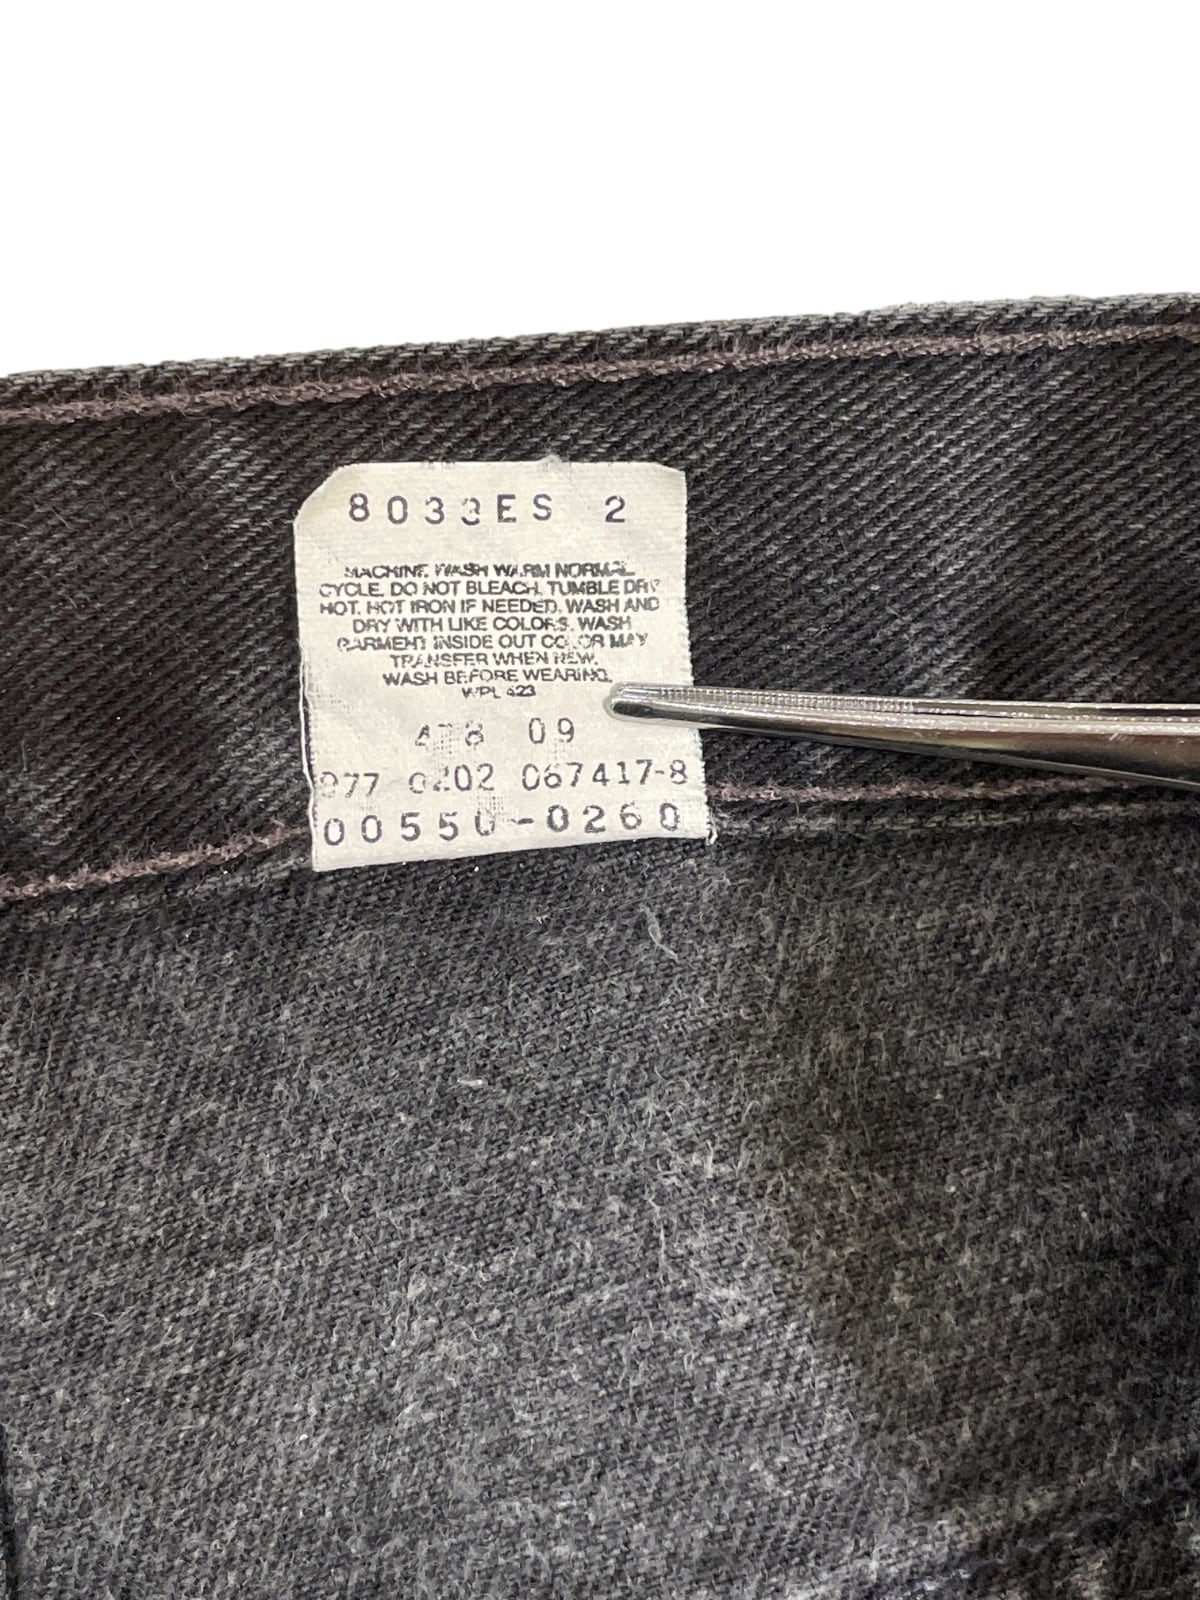 8033ES 2
MACHINE WASH WARM NORMAL
CYCLE. DO NOT BLEACH. TUMBLE DRY
HOT. HOT IRON IF NEEDED. WASH AND
DRY WITH LIKE COLORS. WASH
GARMENT INSIDE OUT COLOR MAY
TRANSFER WHEN NEW.
WASH BEFORE WEARING.
WPL 423
09
0202 067417-8
00550-0260